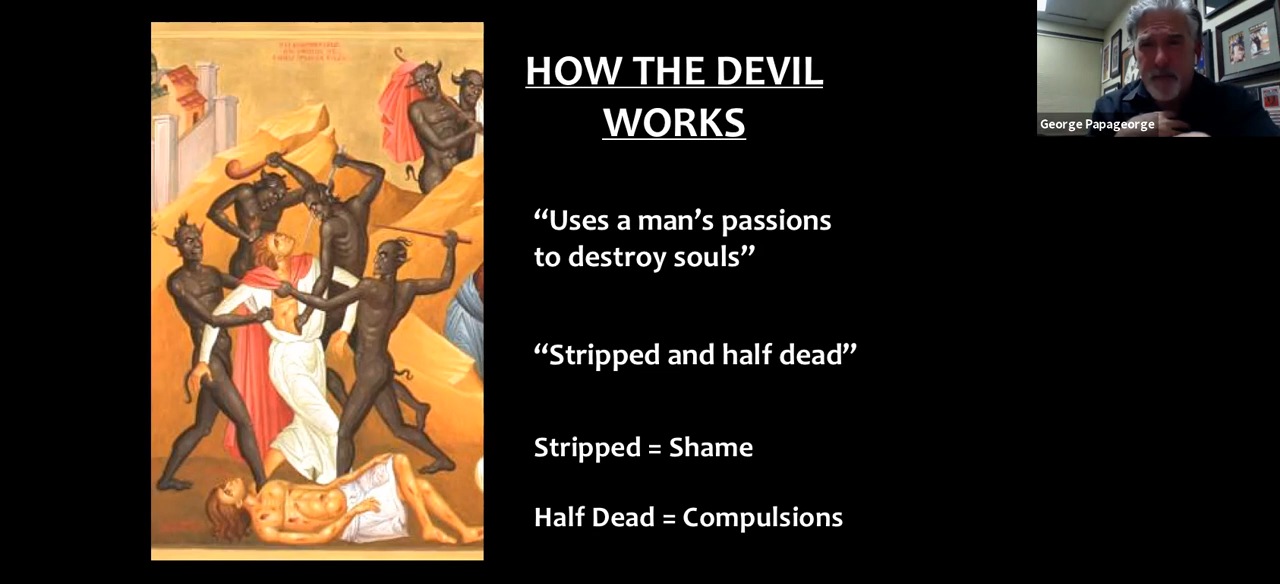 HOW THE DEVIL
WORKS
“Uses a man’s passions
to destroy souls”
“Stripped and half dead”
Stripped = Shame
Half Dead = Compulsions
George Papageorge